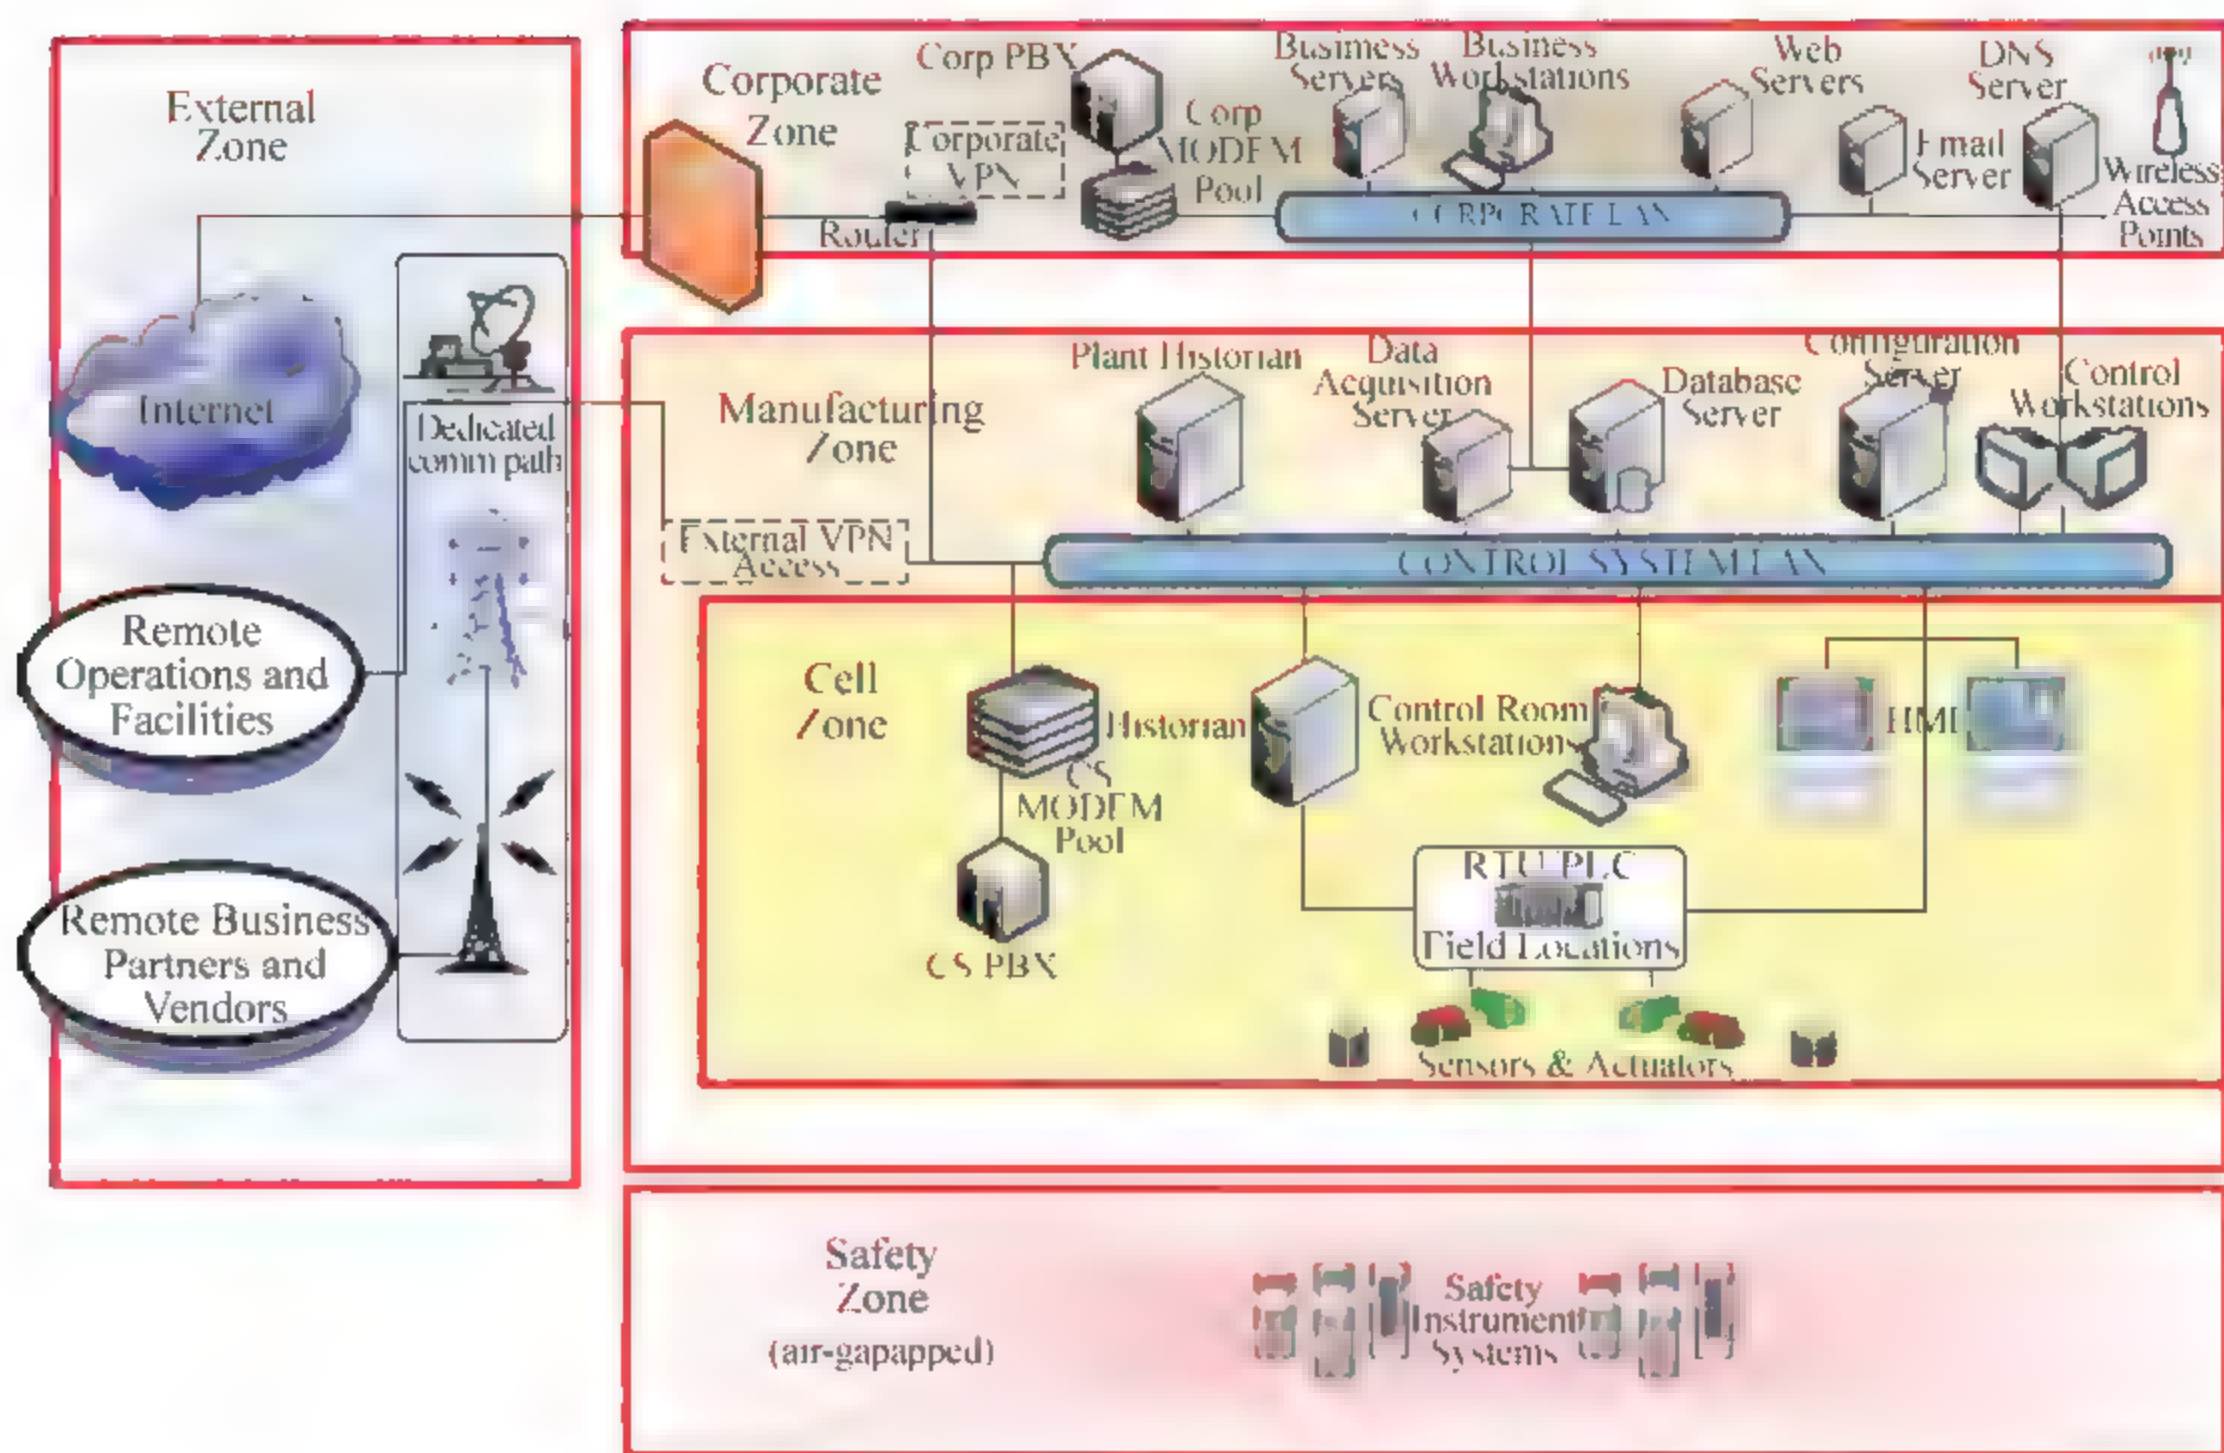 External
Zone
Internet
Dedicated
comm path
Remote
Operations and
Facilities
Remote Business
Partners and
Vendors
Corporate
Zone
Corp PBX
Corporate
VPN
Router
Corp
MODEM
Pool
Business
Servers
Business
Workstations
Web
Servers
Email
Server
DNS
Server
Wireless
Access
Points
CORPORATE LAN
Manufacturing
Zone
Plant Historian
Data
Acquisition
Server
Database
Server
Configuration
Server
Control
Workstations
External VPN
Access
CONTROL SYSTEM LAN
Cell
Zone
CS
MODEM
Pool
CS PBX
Historian
Control Room
Workstations
HMI
RTU PLC
Field Locations
Sensors & Actuators
Safety
Zone
(air-gapapped)
Safety
Instrument
Systems